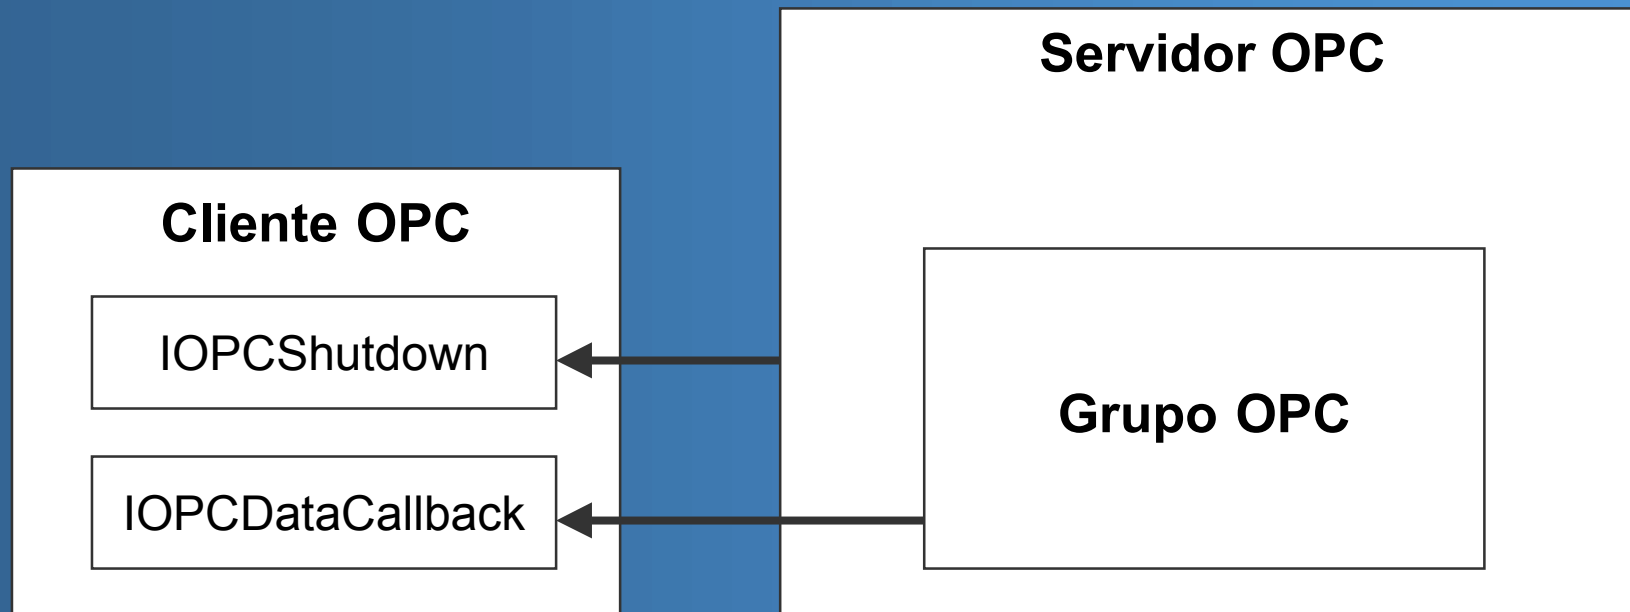 Servidor OPC
Cliente OPC
IOPCShutdown
Grupo OPC
IOPCDataCallback